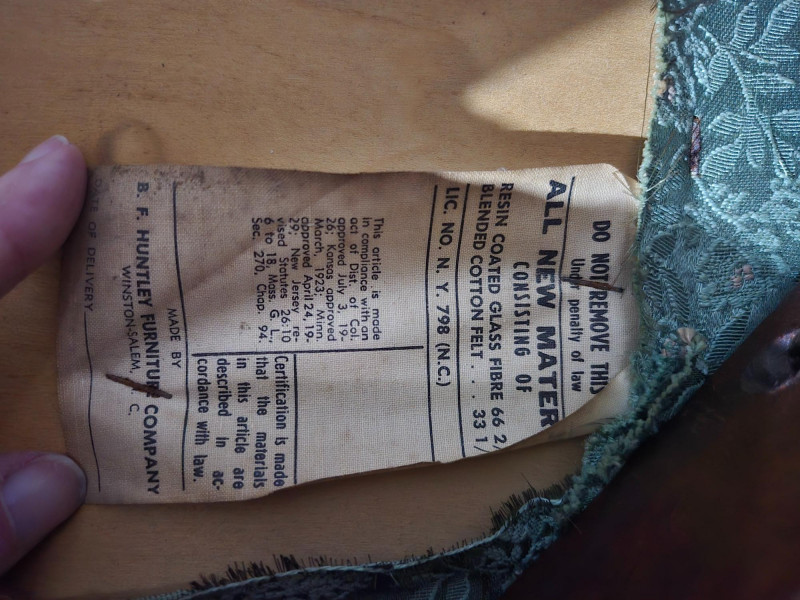 DO NOT REMOVE THIS
Under penalty of law
ALL NEW MATER
CONSISTING OF
RESIN COATED GLASS FIBRE 66 2/
BLENDED COTTON FELT . . 33 1/
LIC. NO. N. Y. 798 (N.C.)
This article is made
in compliance with an
act of Dist of Col.
approved July 3, 19-
26; Kansas approved
March, 1923; Minn.
approved April 24, 19-
29; New Jersey re-
vised Statutes 26:10
6 to 18, Mass. G. L.,
Sec. 270, Chap. 94.
Certification is made
that the materials
in this article are
described in ac-
cordance with law.
MADE BY
B. F. HUNTLEY FURNITURE COMPANY
WINSTON-SALEM, N. C.
DATE OF DELIVERY